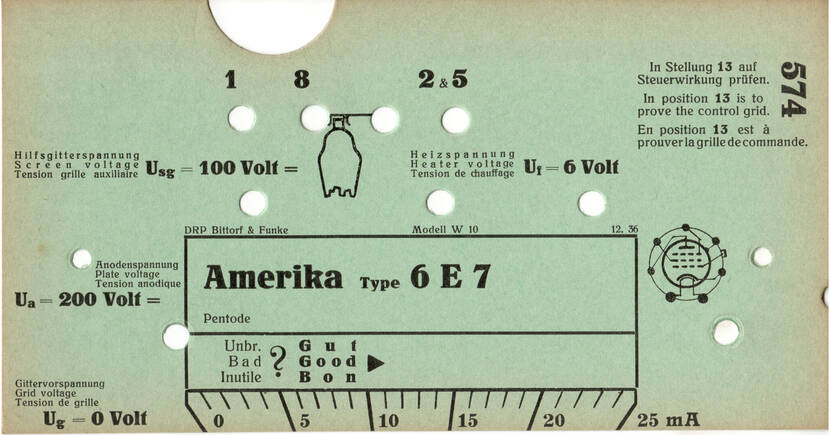 1 8 2 & 5
In Stellung 13 auf
Steuerwirkung prüfen.
In position 13 is to
prove the control grid.
En position 13 est à
prouver la grille de commande.
574
Hilfsgitterspannung
Screen voltage
Tension grille auxiliaire
Usg = 100 Volt =
Heizspannung
Heater voltage
Tension de chauffage
Uf = 6 Volt
DRP Bittorf & Funke Modell W 10 12. 36
Anodenspannung
Plate voltage
Tension anodique
Ua = 200 Volt =
Amerika Type 6 E 7
Pentode
Unbr. Gut
Bad ? Good
Inutile Bon
Gittervorspannung
Grid voltage
Tension de grille
Ug = 0 Volt
0 5 10 15 20 25 mA